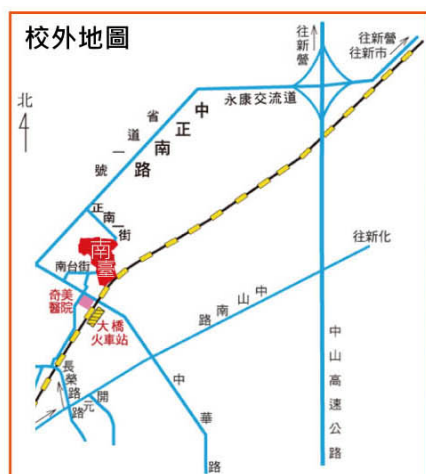 校外地圖
往新營
往新營
往新市
永康交流道
北
省道一號
中正南路
正南一街
南臺
南台街
奇美
醫院
大橋
火車站
往新化
中山南路
中山高速公路
中華路
長榮路
開元路